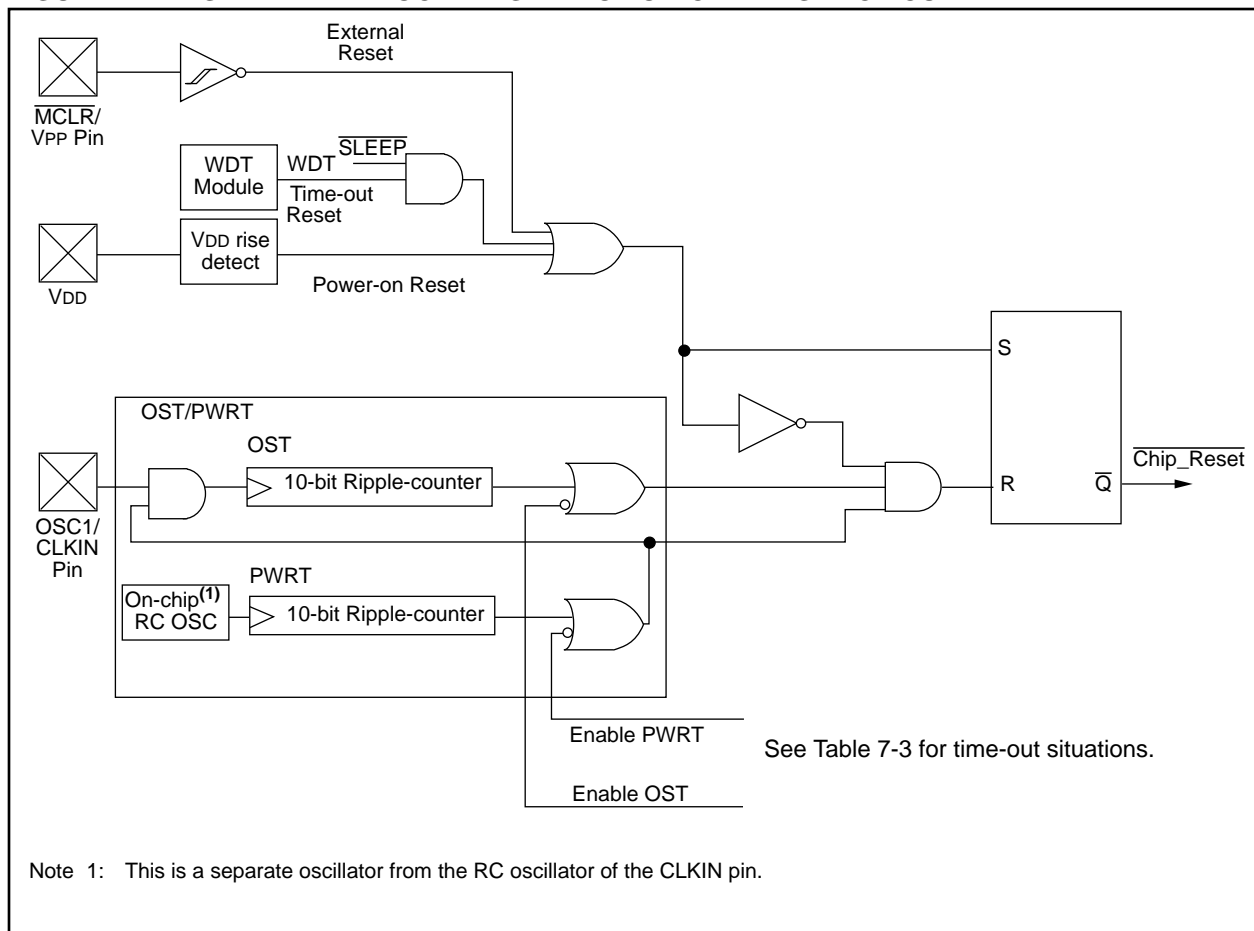 External
Reset
MCLR/
VPP Pin
SLEEP
WDT
Module
WDT
Time-out
Reset
VDD rise
detect
VDD
Power-on Reset
S
OST/PWRT
OST
10-bit Ripple-counter
Chip_Reset
R
Q
OSC1/
CLKIN
Pin
PWRT
On-chip(1)
RC OSC
10-bit Ripple-counter
Enable PWRT
See Table 7-3 for time-out situations.
Enable OST
Note 1: This is a separate oscillator from the RC oscillator of the CLKIN pin.